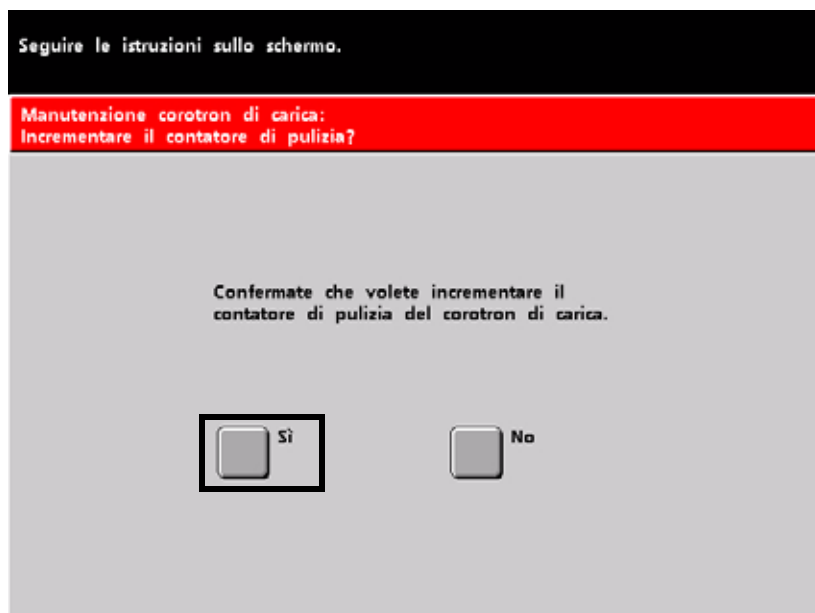 Seguire le istruzioni sullo schermo.
Manutenzione corotron di carica:
Incrementare il contatore di pulizia?
Confermate che volete incrementare il
contatore di pulizia del corotron di carica.
Sì
No